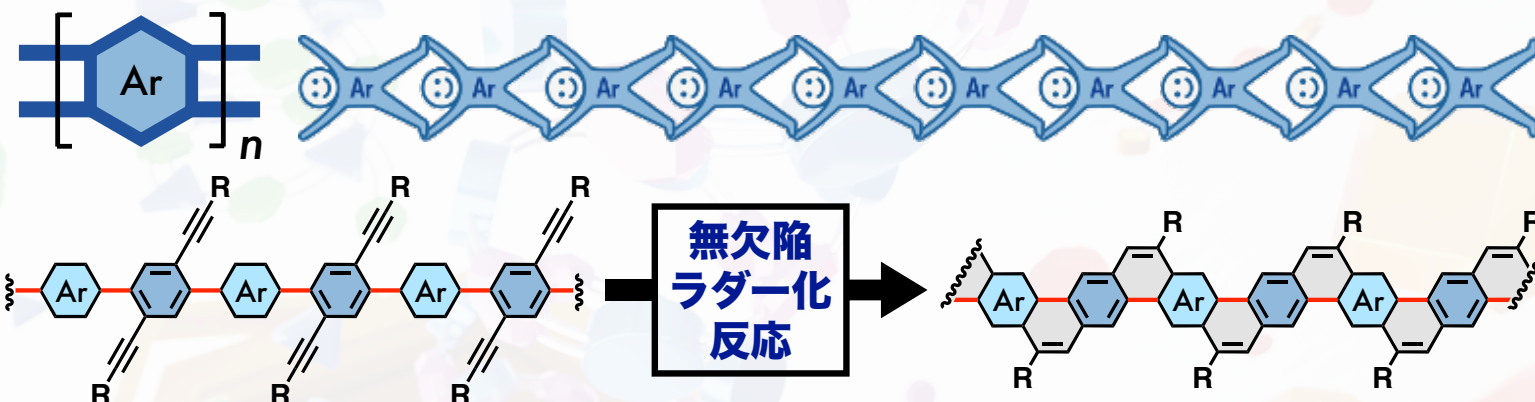 Ar
n
:) Ar :) Ar :) Ar :) Ar :) Ar :) Ar :) Ar :) Ar :) Ar :) Ar
R R R
Ar Ar Ar
R R R
無欠陥
ラダー化
反応
R R R
Ar Ar Ar
R R R